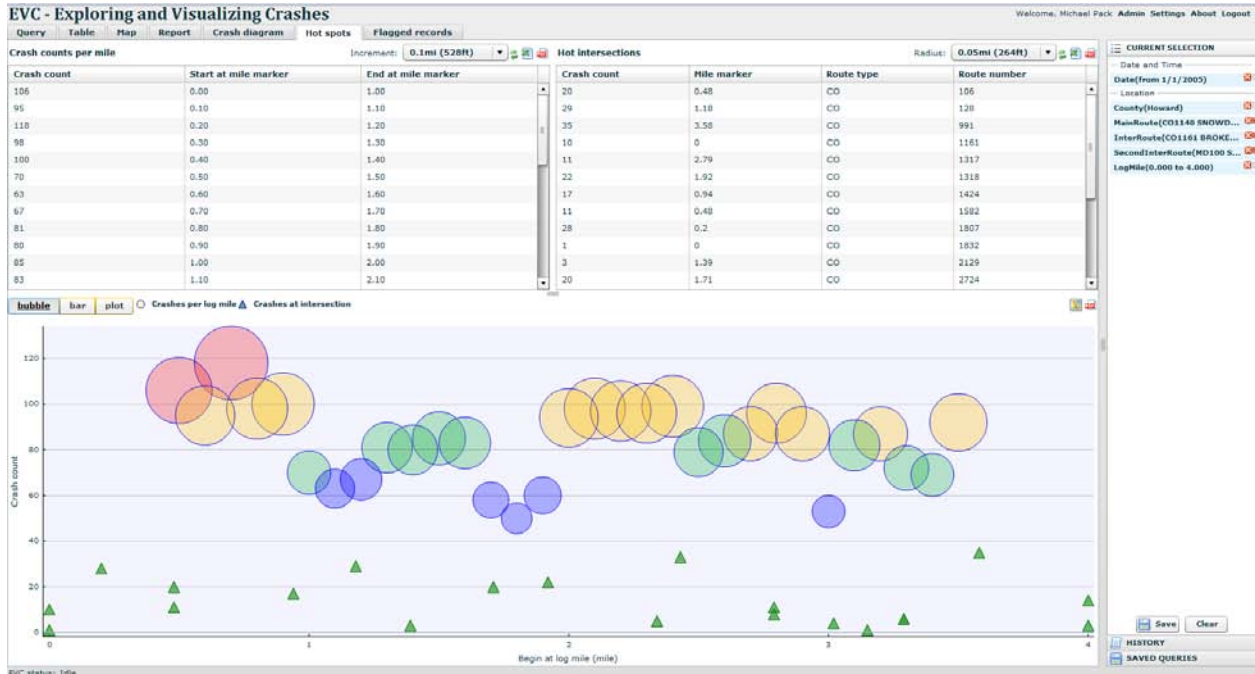 EVC - Exploring and Visualizing Crashes
Welcome, Michael Pack Admin Settings About Logout
Query Table Map Report Crash diagram Hot spots Flagged records
Crash counts per mile Increment: 0.1mi (528ft)
Crash count Start at mile marker End at mile marker
106 0.00 1.00
95 0.10 1.10
118 0.20 1.20
98 0.30 1.30
100 0.40 1.40
70 0.50 1.50
63 0.60 1.60
67 0.70 1.70
81 0.80 1.80
80 0.90 1.90
85 1.00 2.00
83 1.10 2.10
Hot intersections Radius: 0.05mi (264ft)
Crash count Mile marker Route type Route number
20 0.48 CO 106
29 1.18 CO 128
35 3.58 CO 991
10 0 CO 1161
11 2.79 CO 1317
22 1.92 CO 1318
17 0.94 CO 1424
11 0.48 CO 1582
28 0.2 CO 1807
1 0 CO 1832
3 1.39 CO 2129
20 1.71 CO 2724
CURRENT SELECTION
Date and Time
Date(from 1/1/2005)
Location
County(Howard)
MainRoute(CO1140 SNOWD...
InterRoute(CO1161 BROKE...
SecondInterRoute(MD100 S...
LogMile(0.000 to 4.000)
bubble bar plot Crashes per log mile Crashes at intersection
Crash count
120
100
80
60
40
20
0
0 1 2 3 4
Begin at log mile (mile)
Save Clear
HISTORY
SAVED QUERIES
EVC status: Idle